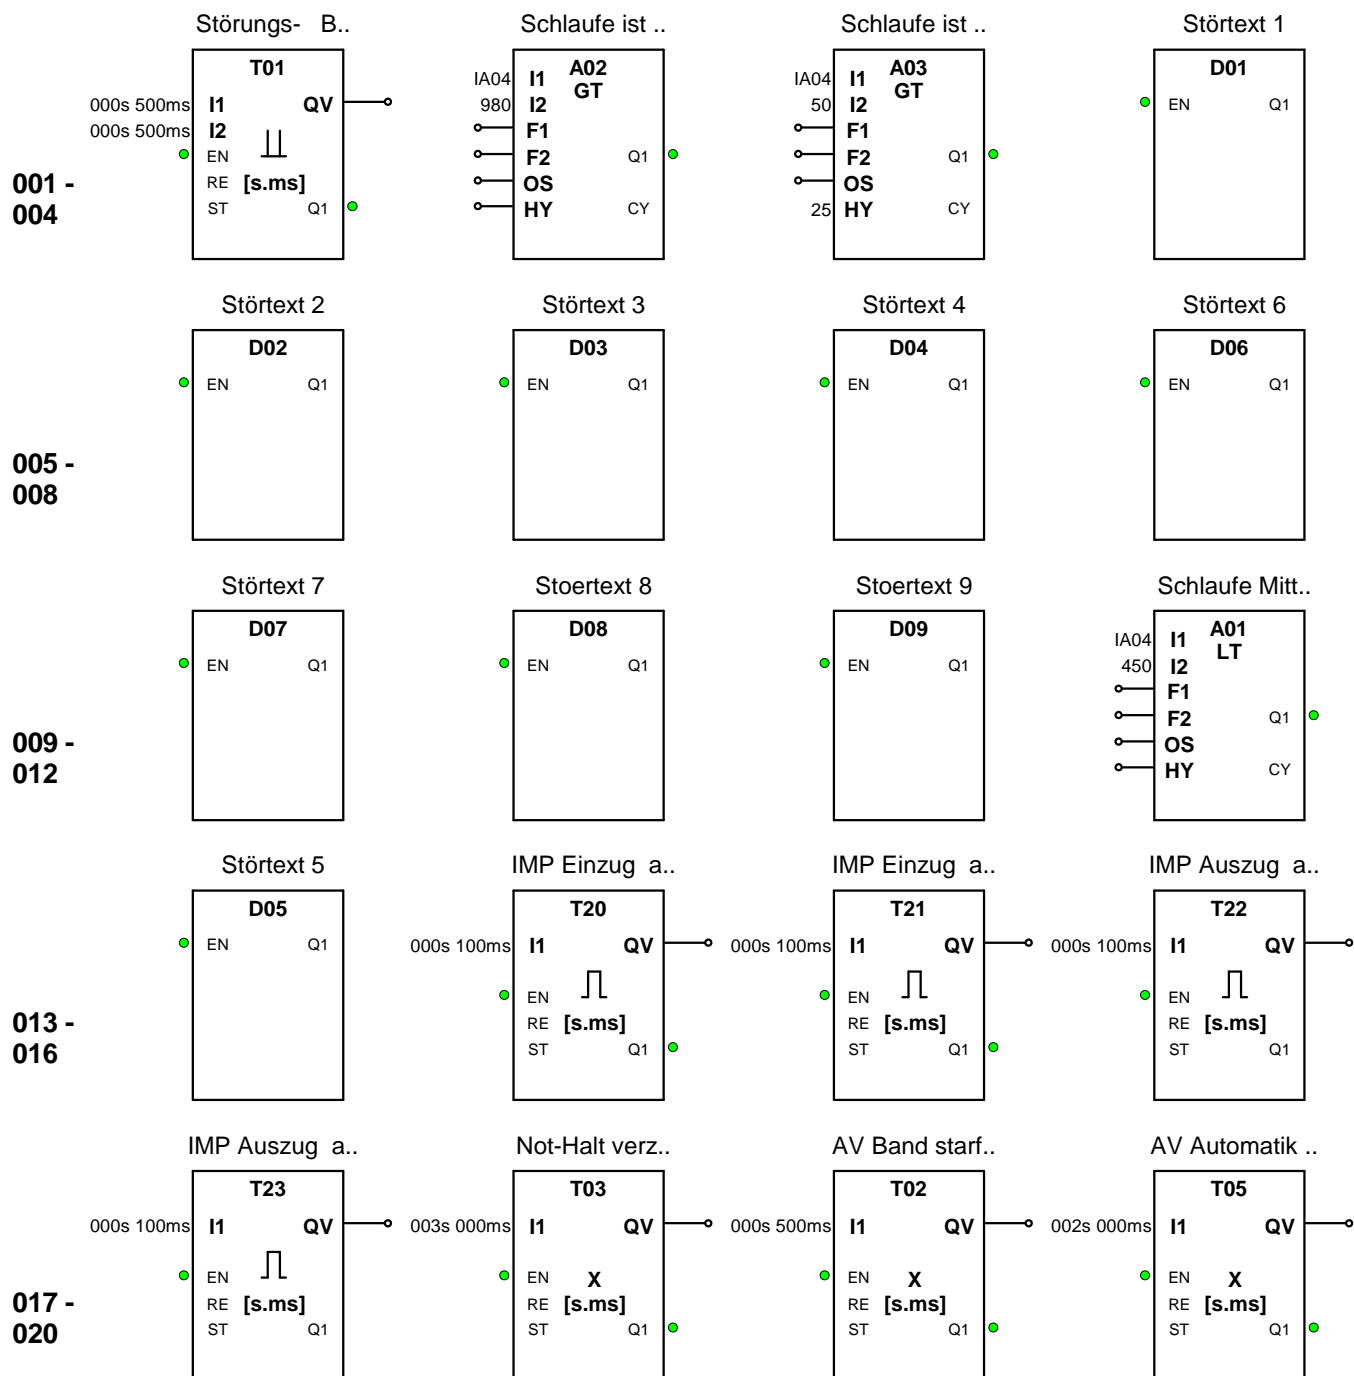 Störungs- B..
Schlaufe ist ..
Schlaufe ist ..
Störtext 1
001 -
004
000s 500ms
000s 500ms
T01
I1 QV
I2
EN
RE [s.ms]
ST Q1
IA04
980
A02
GT
I1
I2
F1
F2 Q1
OS
HY CY
IA04
50
25
A03
GT
I1
I2
F1
F2 Q1
OS
HY CY
D01
EN Q1
Störtext 2
Störtext 3
Störtext 4
Störtext 6
005 -
008
D02
EN Q1
D03
EN Q1
D04
EN Q1
D06
EN Q1
Störtext 7
Stoertext 8
Stoertext 9
Schlaufe Mitt..
009 -
012
D07
EN Q1
D08
EN Q1
D09
EN Q1
IA04
450
A01
LT
I1
I2
F1
F2 Q1
OS
HY CY
Störtext 5
IMP Einzug a..
IMP Einzug a..
IMP Auszug a..
013 -
016
D05
EN Q1
000s 100ms
T20
I1 QV
EN
RE [s.ms]
ST Q1
000s 100ms
T21
I1 QV
EN
RE [s.ms]
ST Q1
000s 100ms
T22
I1 QV
EN
RE [s.ms]
ST Q1
IMP Auszug a..
Not-Halt verz..
AV Band starf..
AV Automatik ..
017 -
020
000s 100ms
T23
I1 QV
EN
RE [s.ms]
ST Q1
003s 000ms
T03
I1 QV
EN X
RE [s.ms]
ST Q1
000s 500ms
T02
I1 QV
EN X
RE [s.ms]
ST Q1
002s 000ms
T05
I1 QV
EN X
RE [s.ms]
ST Q1